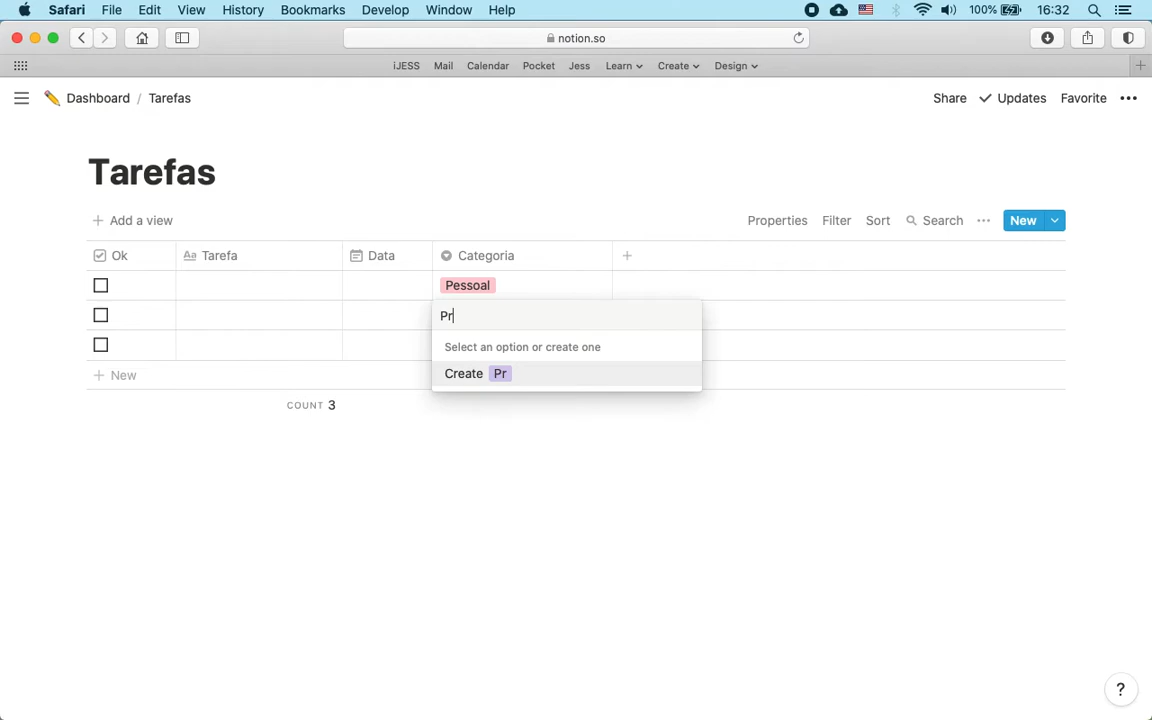 Safari File Edit View History Bookmarks Develop Window Help 100% 16:32
notion.so
iJESS Mail Calendar Pocket Jess Learn Create Design
Dashboard / Tarefas Share Updates Favorite •••
Tarefas
+ Add a view Properties Filter Sort Search ••• New
Ok Aa Tarefa Data Categoria +
Pessoal
Pr
Select an option or create one
Create Pr
+ New
COUNT 3
?